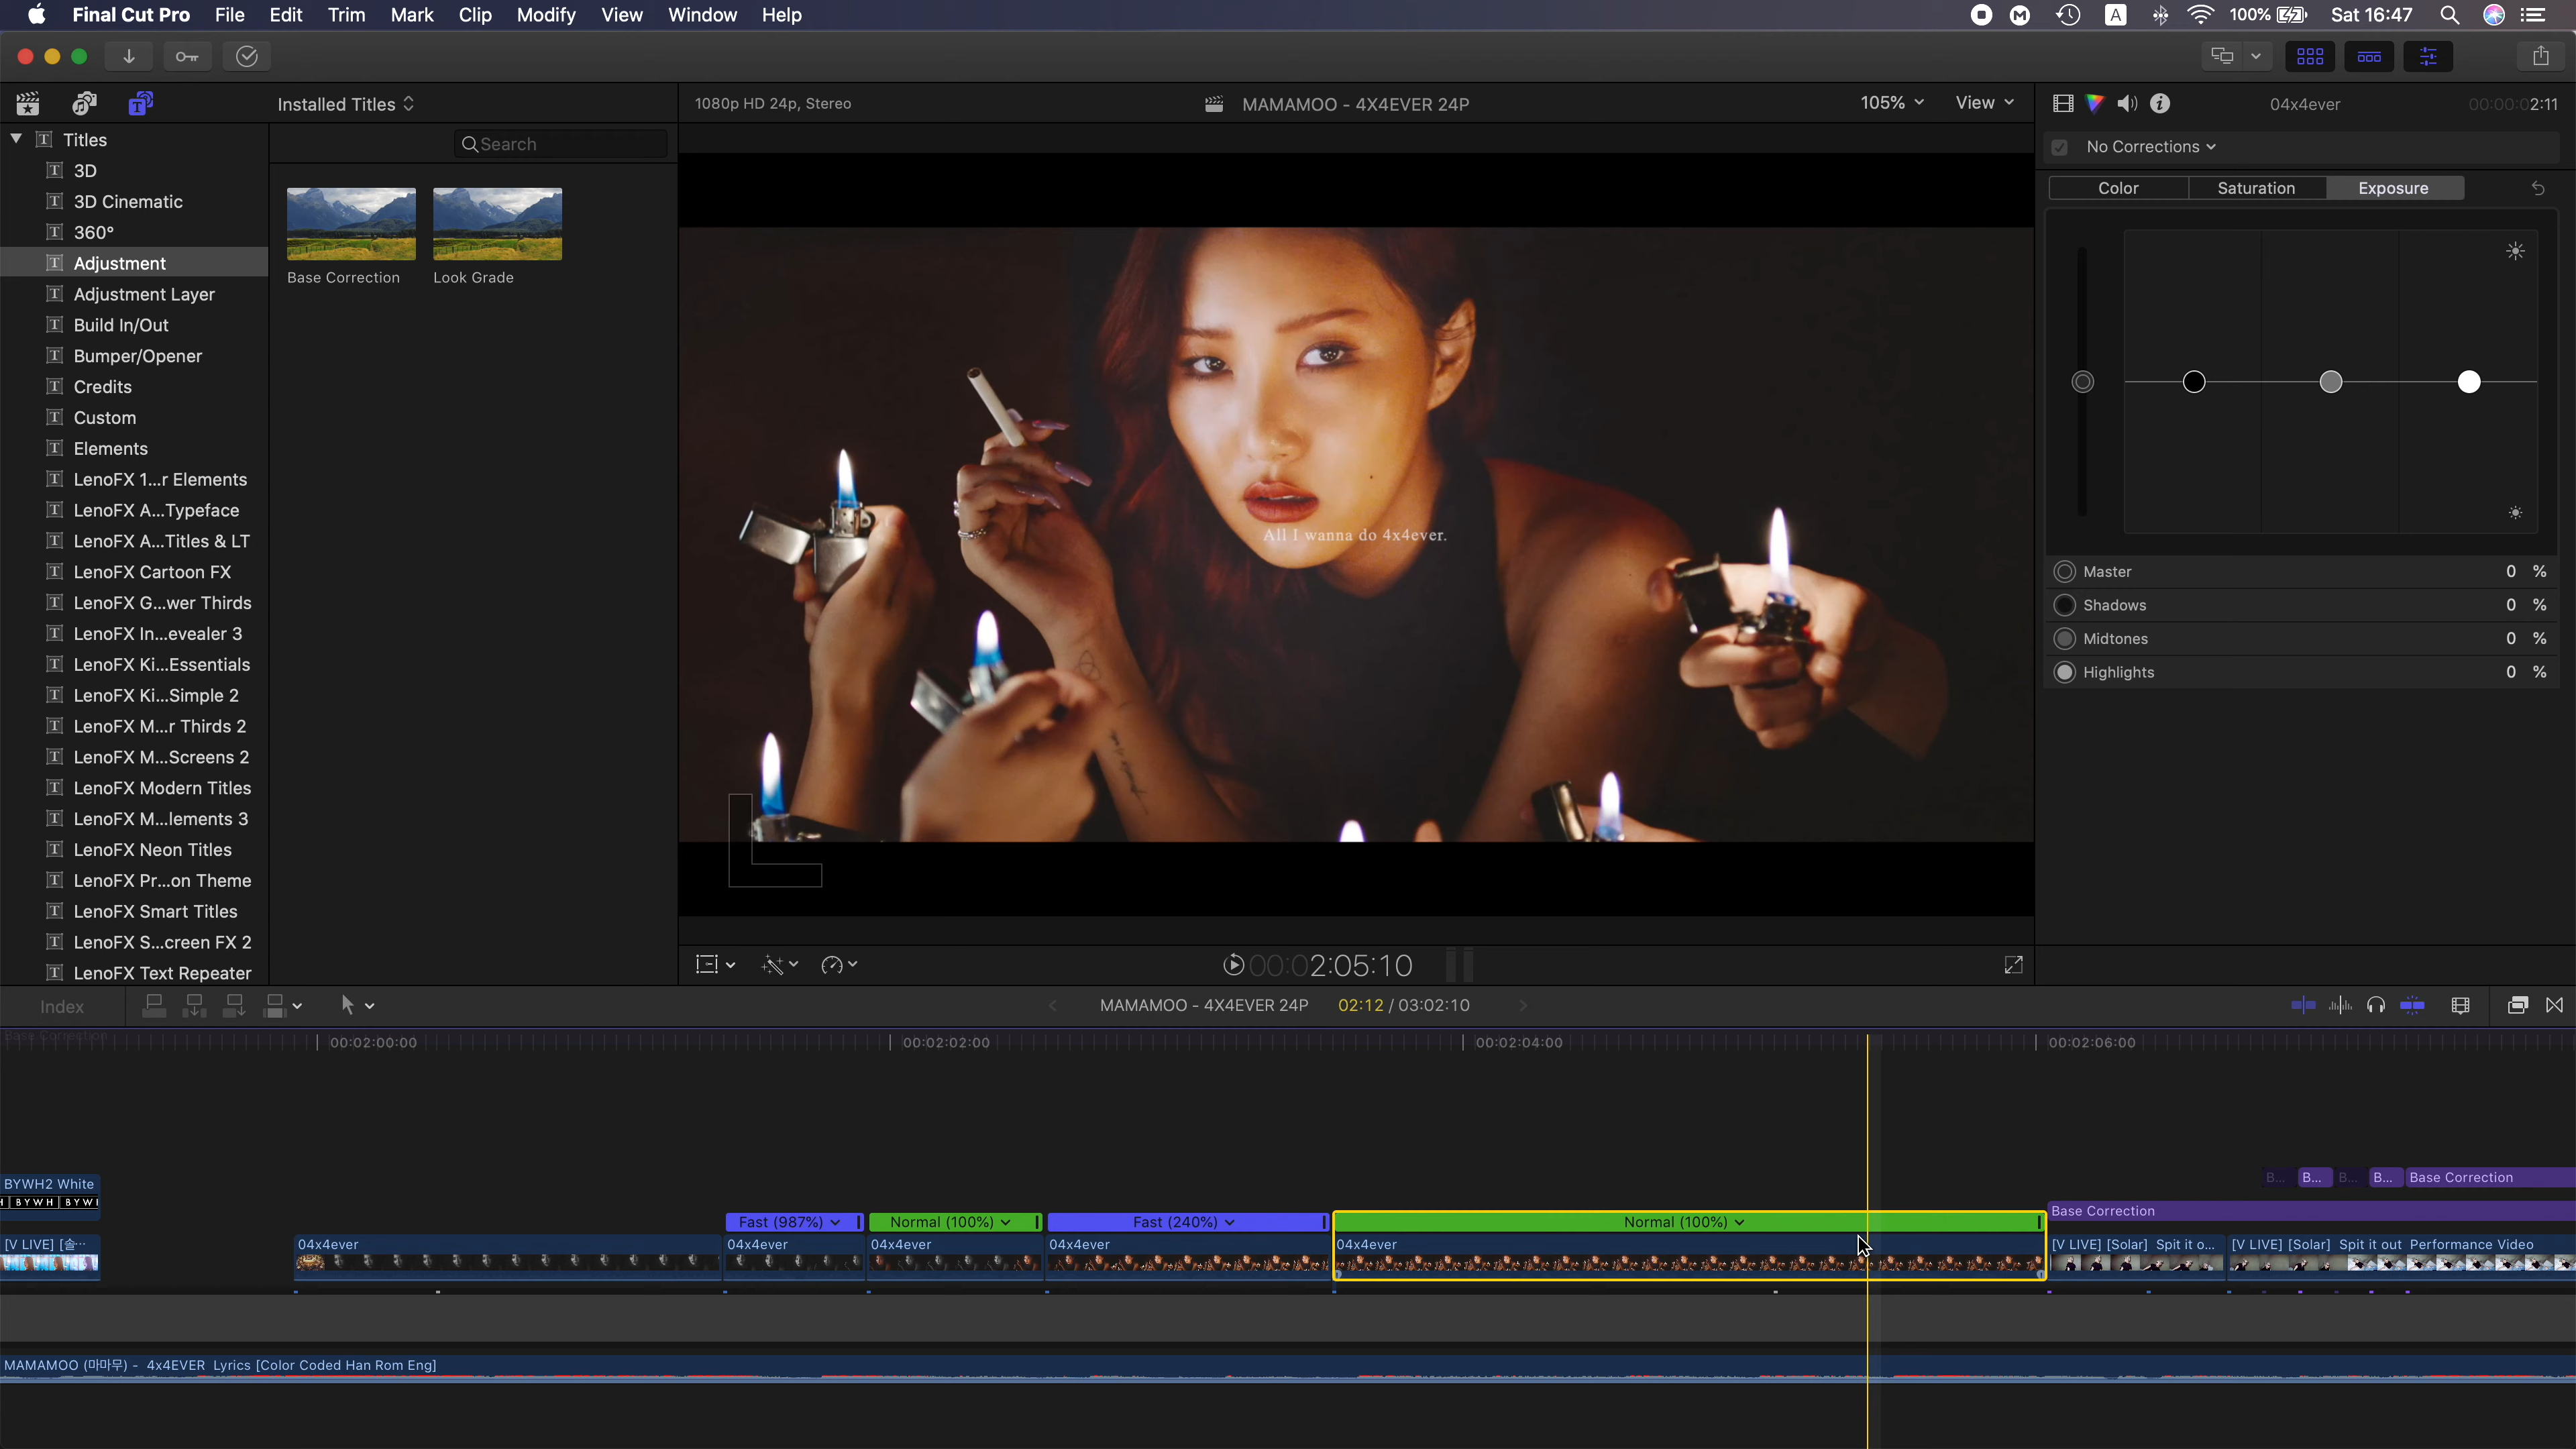 Final Cut Pro File Edit Trim Mark Clip Modify View Window Help
A 100% Sat 16:47
Installed Titles
1080p HD 24p, Stereo
MAMAMOO - 4X4EVER 24P
105% View
04x4ever
00:00:02:11
Titles
3D
3D Cinematic
360°
Adjustment
Adjustment Layer
Build In/Out
Bumper/Opener
Credits
Custom
Elements
LenoFX 1...r Elements
LenoFX A...Typeface
LenoFX A...Titles & LT
LenoFX Cartoon FX
LenoFX G...wer Thirds
LenoFX In...evealer 3
LenoFX Ki...Essentials
LenoFX Ki...Simple 2
LenoFX M...r Thirds 2
LenoFX M...Screens 2
LenoFX Modern Titles
LenoFX M...lements 3
LenoFX Neon Titles
LenoFX Pr...on Theme
LenoFX Smart Titles
LenoFX S...creen FX 2
LenoFX Text Repeater
Search
Base Correction
Look Grade
All I wanna do 4x4ever.
00:02:05:10
No Corrections
Color Saturation Exposure
Master 0 %
Shadows 0 %
Midtones 0 %
Highlights 0 %
Index
MAMAMOO - 4X4EVER 24P 02:12 / 03:02:10
Base Correction
00:02:00:00 00:02:02:00 00:02:04:00 00:02:06:00
BYWH2 White
BYWH BYWH
B... B... B... B... Base Correction
Base Correction
Fast (987%) Normal (100%) Fast (240%) Normal (100%)
[V LIVE] [솔...
04x4ever 04x4ever 04x4ever 04x4ever 04x4ever
[V LIVE] [Solar] Spit it o...
[V LIVE] [Solar] Spit it out Performance Video
MAMAMOO (마마무) - 4x4EVER Lyrics [Color Coded Han Rom Eng]